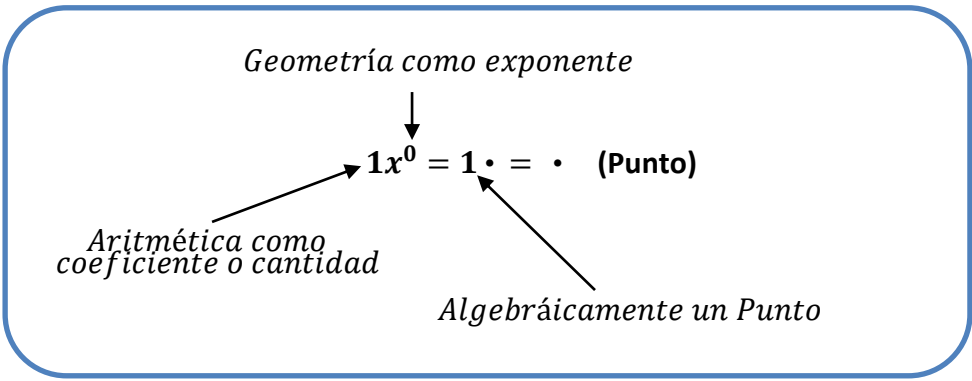 Geometría como exponente
1x⁰ = 1• = • (Punto)
Aritmética como
coeficiente o cantidad
Algebráicamente un Punto